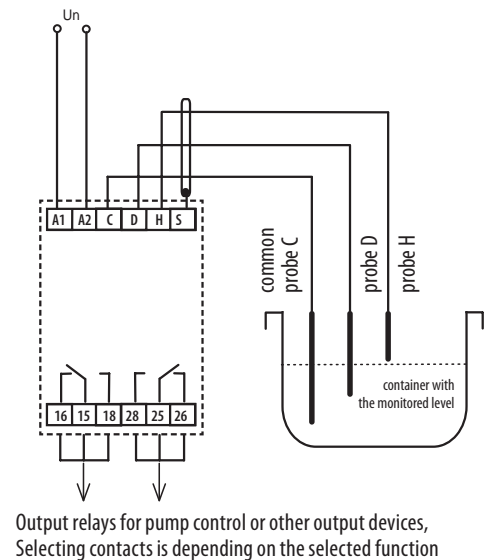 Un
A1 A2 C D H S
common
probe C
probe D
probe H
container with
the monitored level
16 15 18 28 25 26
Output relays for pump control or other output devices,
Selecting contacts is depending on the selected function